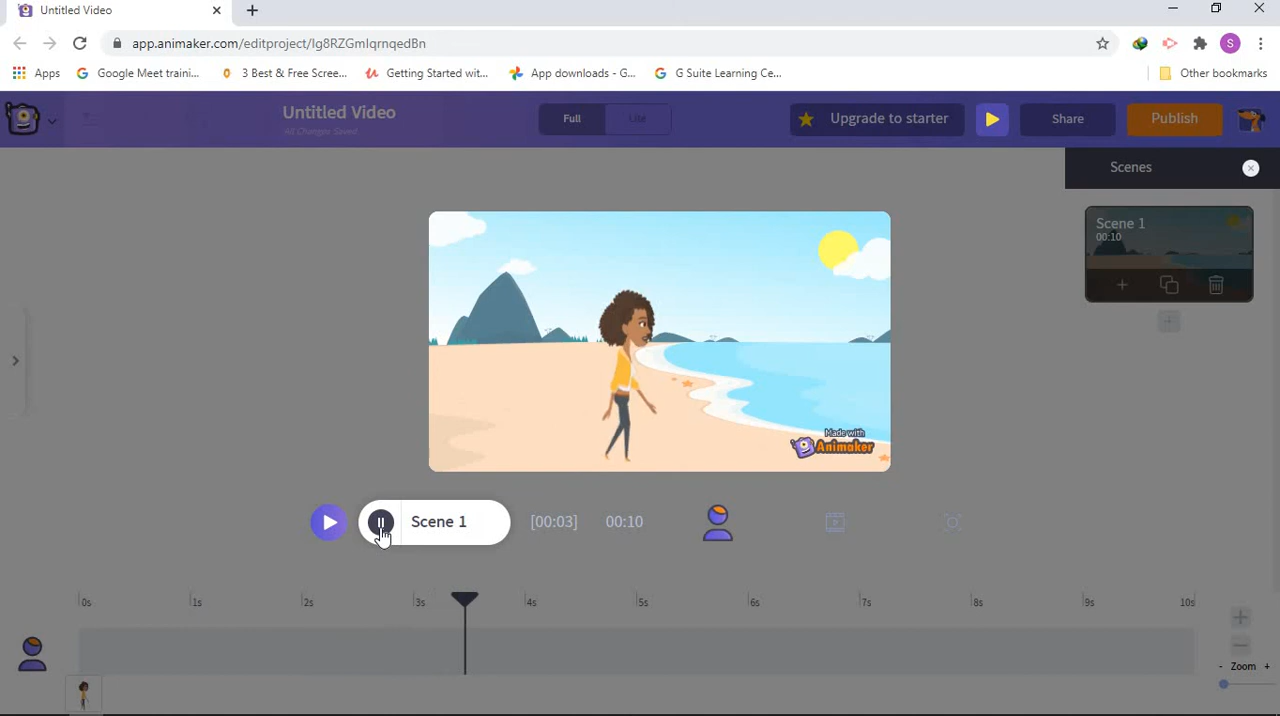 Untitled Video
app.animaker.com/editproject/Ig8RZGmIqrnqedBn
S
Apps Google Meet traini... 3 Best & Free Scree... Getting Started wit... App downloads - G... G Suite Learning Ce... Other bookmarks
Untitled Video
All Changes Saved
Full Lite
Upgrade to starter
Share
Publish
Scenes
Scene 1
00:10
Made with
Animaker
Scene 1
[00:03] 00:10
0s 1s 2s 3s 4s 5s 6s 7s 8s 9s 10s
- Zoom +